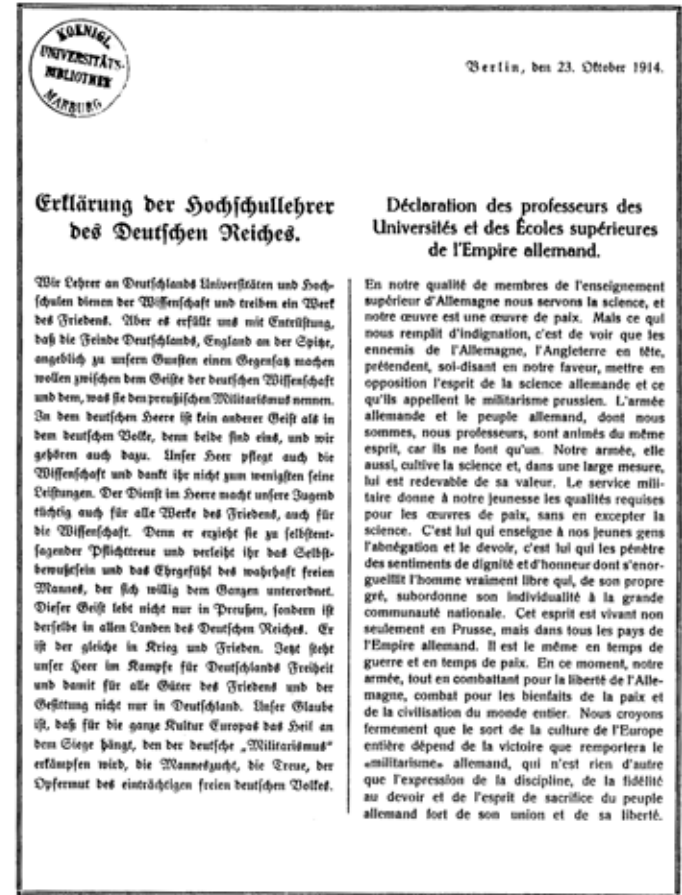 KOENIGL.
UNIVERSITÄTS-
BIBLIOTHEK
MARBURG
Berlin, den 23. Oktober 1914.
Erklärung der Hochschullehrer
des Deutschen Reiches.
Wir Lehrer an Deutschlands Universitäten und Hoch-
schulen dienen der Wissenschaft und treiben ein Werk
des Friedens. Aber es erfüllt uns mit Entrüstung,
daß die Feinde Deutschlands, England an der Spitze,
angeblich zu unsern Gunsten einen Gegensatz machen
wollen zwischen dem Geiste der deutschen Wissenschaft
und dem, was sie den preußischen Militarismus nennen.
In dem deutschen Heere ist kein anderer Geist als in
dem deutschen Volke, denn beide sind eins, und wir
gehören auch dazu. Unser Heer pflegt auch die
Wissenschaft und dankt ihr nicht zum wenigsten seine
Leistungen. Der Dienst im Heere macht unsere Jugend
tüchtig auch für alle Werke des Friedens, auch für
die Wissenschaft. Denn er erzieht sie zu selbstent-
sagender Pflichttreue und verleiht ihr das Selbst-
bewußtsein und das Ehrgefühl des wahrhaft freien
Mannes, der sich willig dem Ganzen unterordnet.
Dieser Geist lebt nicht nur in Preußen, sondern ist
derselbe in allen Landen des Deutschen Reiches. Er
ist der gleiche in Krieg und Frieden. Jetzt steht
unser Heer im Kampfe für Deutschlands Freiheit
und damit für alle Güter des Friedens und der
Gesittung nicht nur in Deutschland. Unser Glaube
ist, daß für die ganze Kultur Europas das Heil an
dem Siege hängt, den der deutsche „Militarismus“
erkämpfen wird, die Manneszucht, die Treue, der
Opfermut des einträchtigen freien deutschen Volkes.
Déclaration des professeurs des
Universités et des Écoles supérieures
de l'Empire allemand.
En notre qualité de membres de l'enseignement
supérieur d'Allemagne nous servons la science, et
notre œuvre est une œuvre de paix. Mais ce qui
nous remplit d'indignation, c'est de voir que les
ennemis de l'Allemagne, l'Angleterre en tête,
prétendent, soi-disant en notre faveur, mettre en
opposition l'esprit de la science allemande et ce
qu'ils appellent le militarisme prussien. L'armée
allemande et le peuple allemand, dont nous
sommes, nous professeurs, sont animés du même
esprit, car ils ne font qu'un. Notre armée, elle
aussi, cultive la science et, dans une large mesure,
lui est redevable de sa valeur. Le service mili-
taire donne à notre jeunesse les qualités requises
pour les œuvres de paix, sans en excepter la
science. C'est lui qui enseigne à nos jeunes gens
l'abnégation et le devoir, c'est lui qui les pénètre
des sentiments de dignité et d'honneur dont s'enor-
gueillit l'homme vraiment libre qui, de son propre
gré, subordonne son individualité à la grande
communauté nationale. Cet esprit est vivant non
seulement en Prusse, mais dans tous les pays de
l'Empire allemand. Il est le même en temps de
guerre et en temps de paix. En ce moment, notre
armée, tout en combattant pour la liberté de l'Alle-
magne, combat pour les bienfaits de la paix et
de la civilisation du monde entier. Nous croyons
fermement que le sort de la culture de l'Europe
entière dépend de la victoire que remportera le
«militarisme» allemand, qui n'est rien d'autre
que l'expression de la discipline, de la fidélité
au devoir et de l'esprit de sacrifice du peuple
allemand fort de son union et de sa liberté.